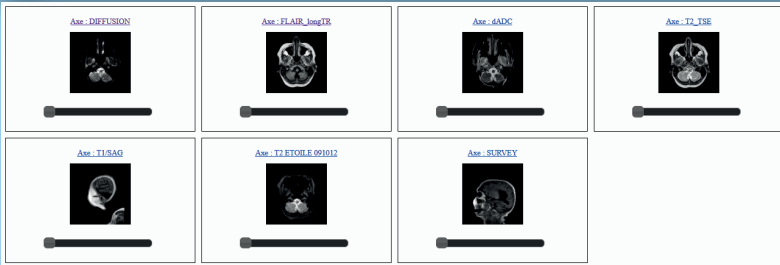 Axe : DIFFUSION
Axe : FLAIR_longTR
Axe : dADC
Axe : T2_TSE
Axe : T1/SAG
Axe : T2 ETOILE 091012
Axe : SURVEY